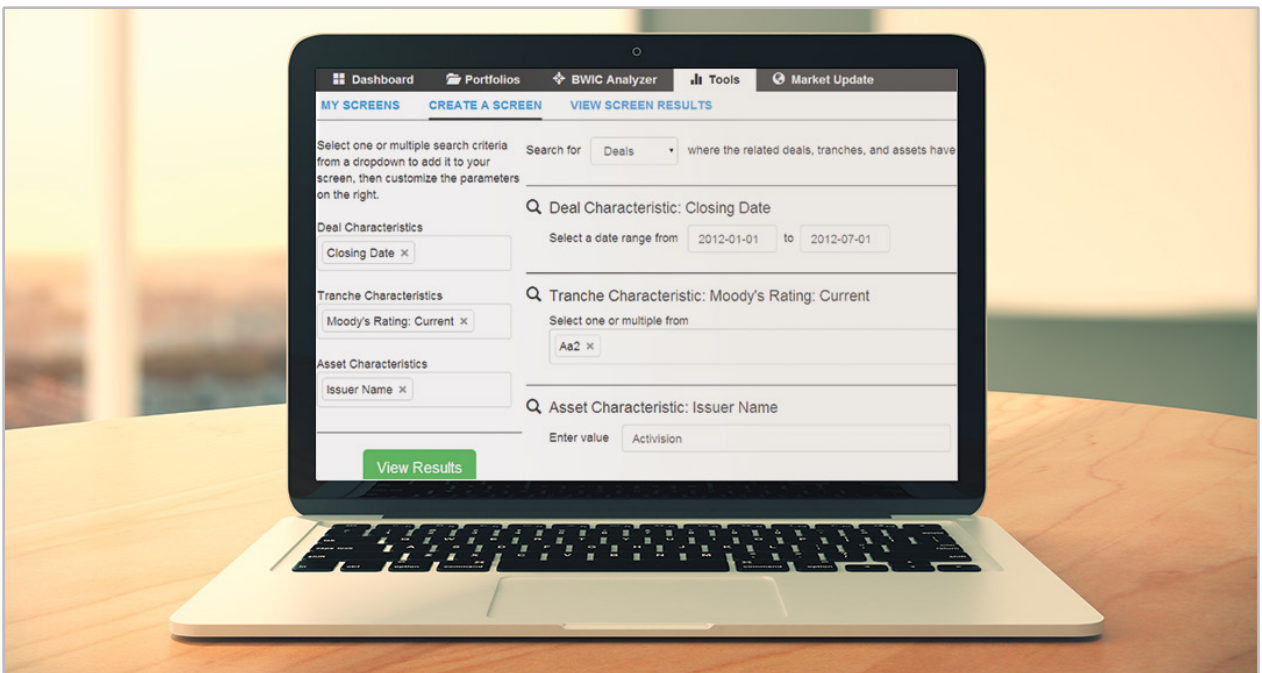 Dashboard
Portfolios
BWIC Analyzer
Tools
Market Update
MY SCREENS
CREATE A SCREEN
VIEW SCREEN RESULTS
Select one or multiple search criteria
from a dropdown to add it to your
screen, then customize the parameters
on the right.
Deal Characteristics
Closing Date ×
Tranche Characteristics
Moody's Rating: Current ×
Asset Characteristics
Issuer Name ×
View Results
Search for Deals where the related deals, tranches, and assets have
Deal Characteristic: Closing Date
Select a date range from 2012-01-01 to 2012-07-01
Tranche Characteristic: Moody's Rating: Current
Select one or multiple from
Aa2 ×
Asset Characteristic: Issuer Name
Enter value Activision